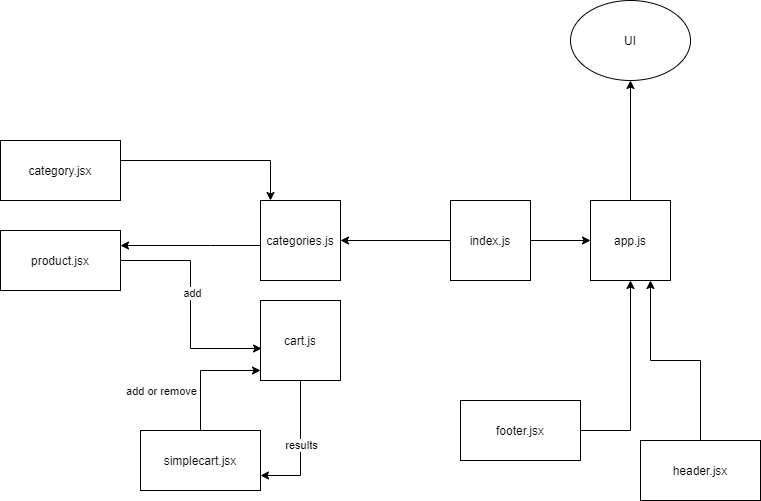 UI
category.jsx
categories.js
index.js
app.js
product.jsx
add
cart.js
add or remove
results
simplecart.jsx
footer.jsx
header.jsx